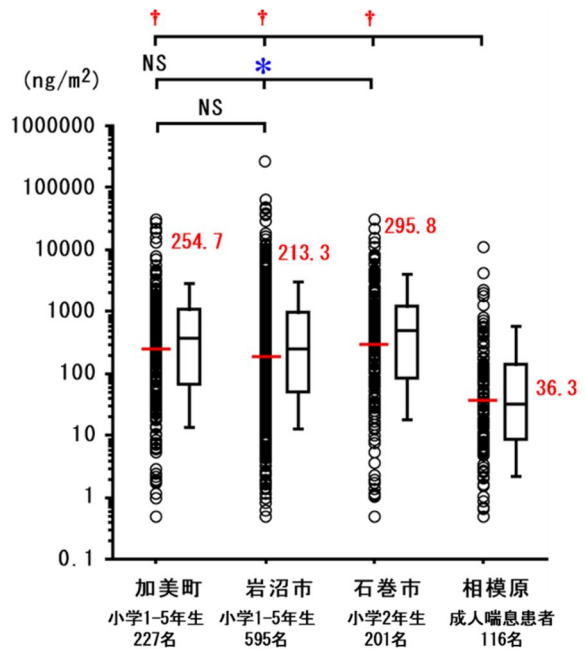 † † †
NS *
(ng/m2)
NS
1000000
100000
10000
1000
100
10
1
0.1
254.7
213.3
295.8
36.3
加美町 岩沼市 石巻市 相模原
小学1-5年生 小学1-5年生 小学2年生 成人喘息患者
227名 595名 201名 116名